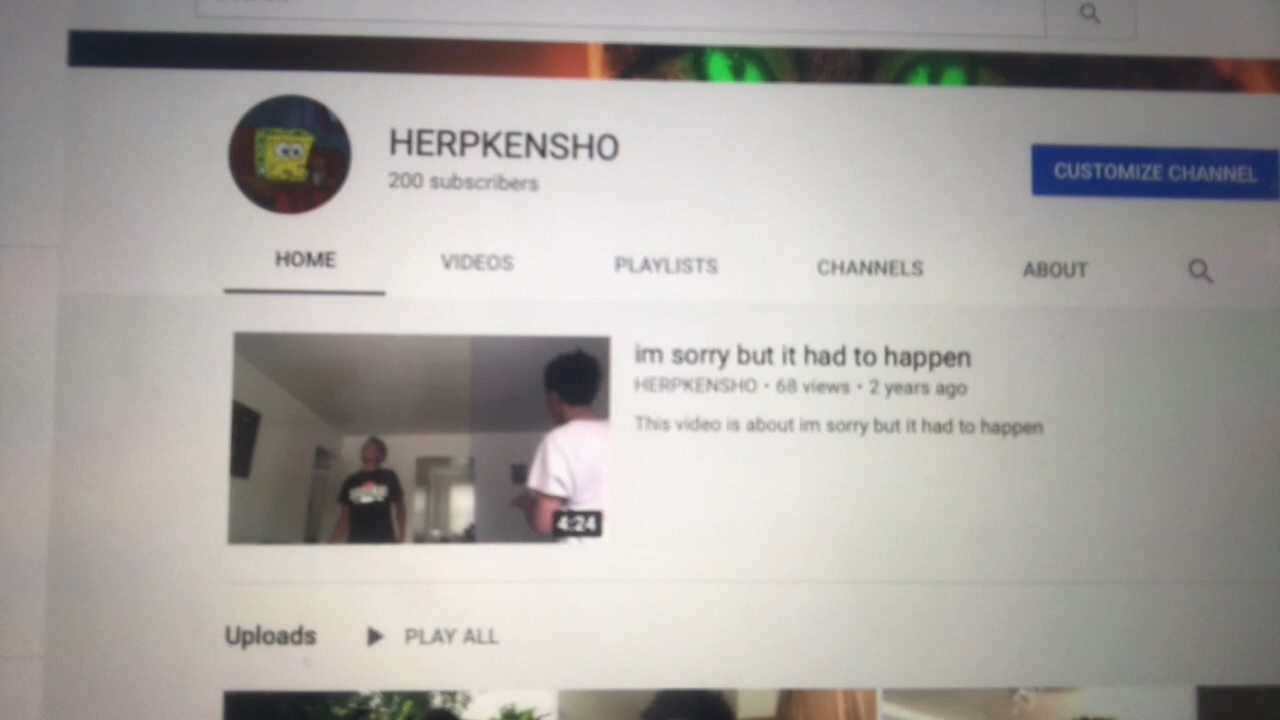 HERPKENSHO
200 subscribers
CUSTOMIZE CHANNEL
HOME VIDEOS PLAYLISTS CHANNELS ABOUT
im sorry but it had to happen
HERPKENSHO • 68 views • 2 years ago
This video is about im sorry but it had to happen
4:24
Uploads PLAY ALL